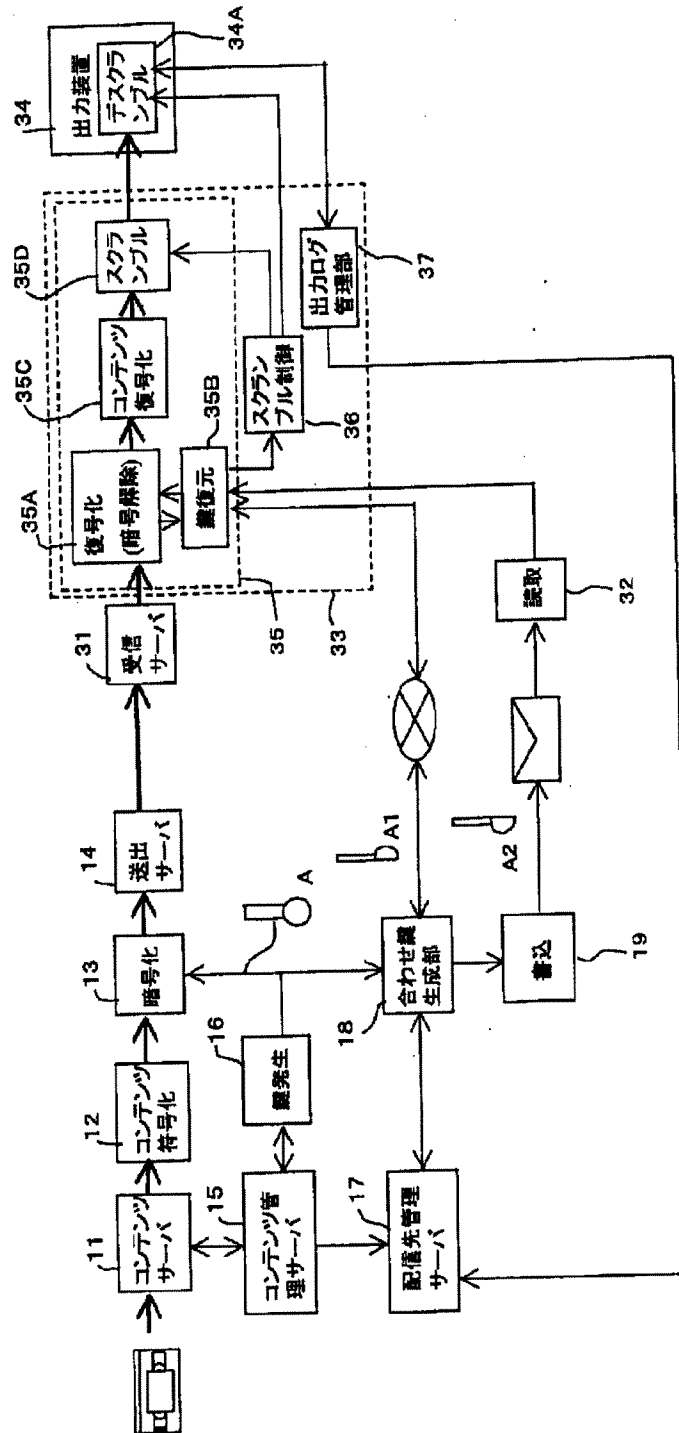 11
コンテンツ
サーバ
12
コンテンツ
符号化
13
暗号化
14
送出
サーバ
31
受信
サーバ
35A
復号化
(暗号解除)
35C
コンテンツ
復号化
35D
スクラ
ンブル
34
出力装置
デスクラ
ンブル
34A
35B
鍵復元
35
33
スクラン
ブル制御
36
出力ログ
管理部
37
15
コンテンツ管
理サーバ
16
鍵発生
A
17
配信先管理
サーバ
18
合わせ鍵
生成部
A1
A2
書込
19
読取
32